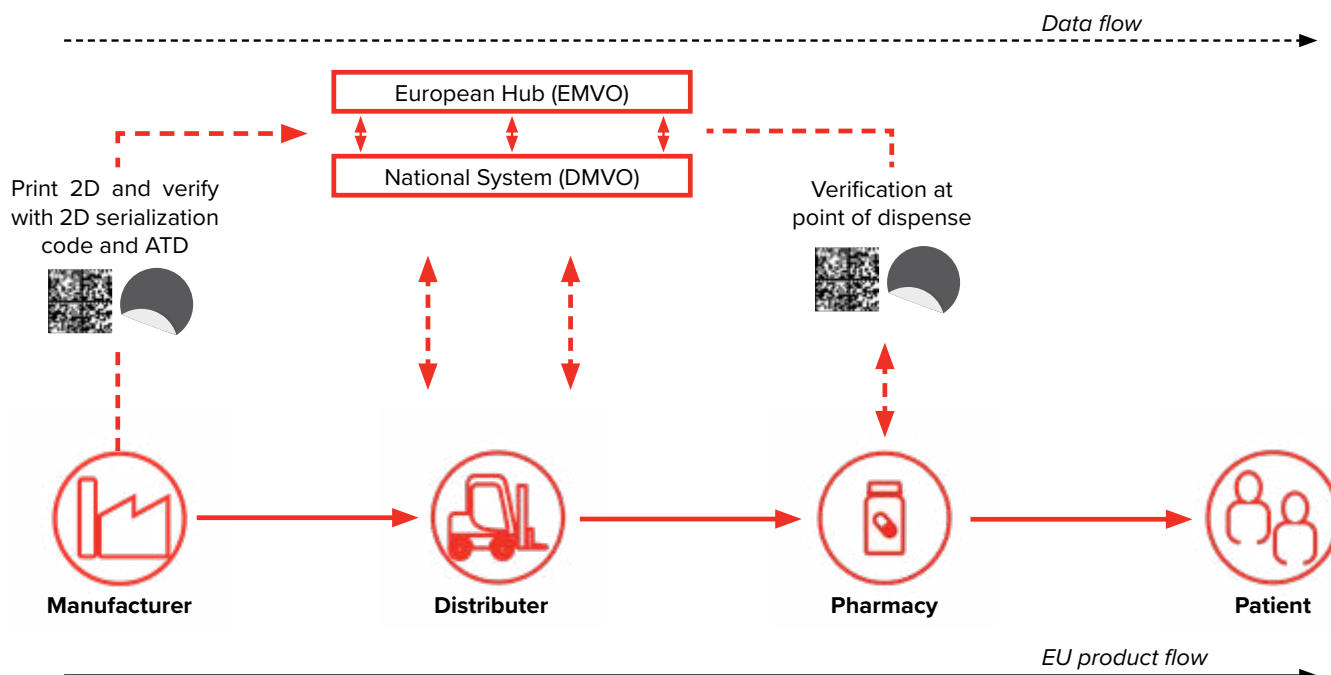 Data flow
European Hub (EMVO)
National System (DMVO)
Print 2D and verify
with 2D serialization
code and ATD
Verification at
point of dispense
Manufacturer
Distributer
Pharmacy
Patient
EU product flow